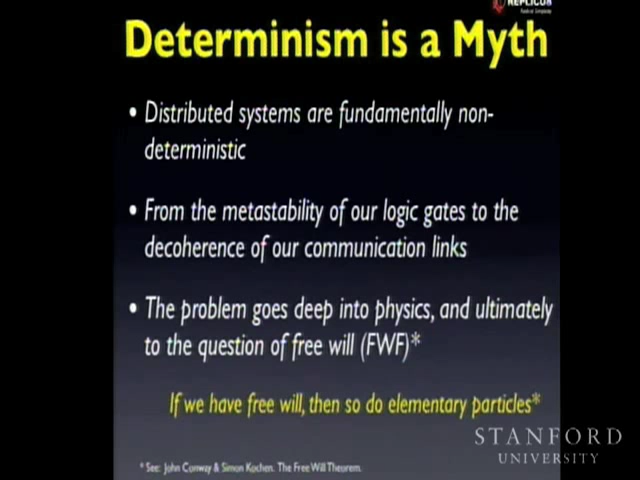 REPLICUS
Determinism is a Myth
• Distributed systems are fundamentally non-
deterministic
• From the metastability of our logic gates to the
decoherence of our communication links
• The problem goes deep into physics, and ultimately
to the question of free will (FWF)*
If we have free will, then so do elementary particles*
STANFORD
UNIVERSITY
* See: John Conway & Simon Kochen. The Free Will Theorem.